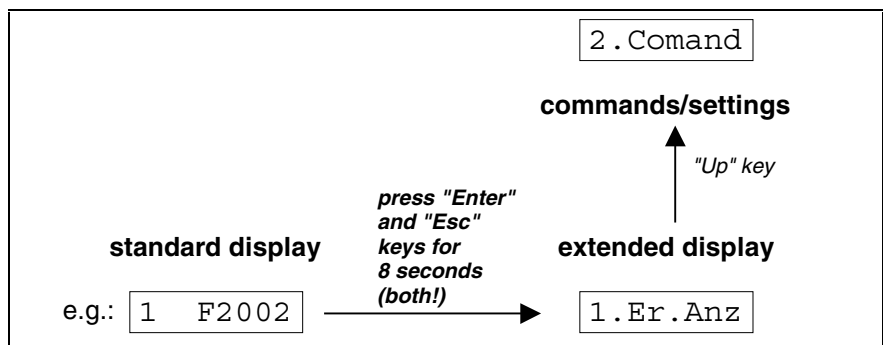 2.Comand
commands/settings
"Up" key
press "Enter"
and "Esc"
keys for
8 seconds
(both!)
standard display
extended display
e.g.: 1 F2002
1.Er.Anz